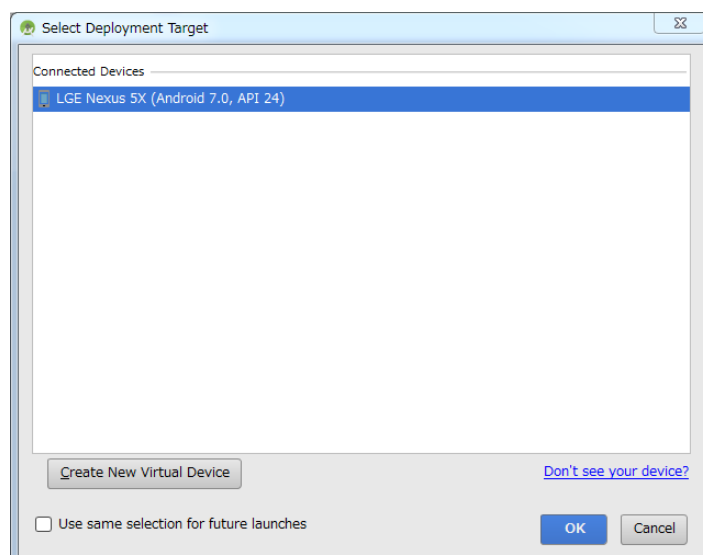 Select Deployment Target
Connected Devices
LGE Nexus 5X (Android 7.0, API 24)
Create New Virtual Device
Don't see your device?
Use same selection for future launches
OK
Cancel